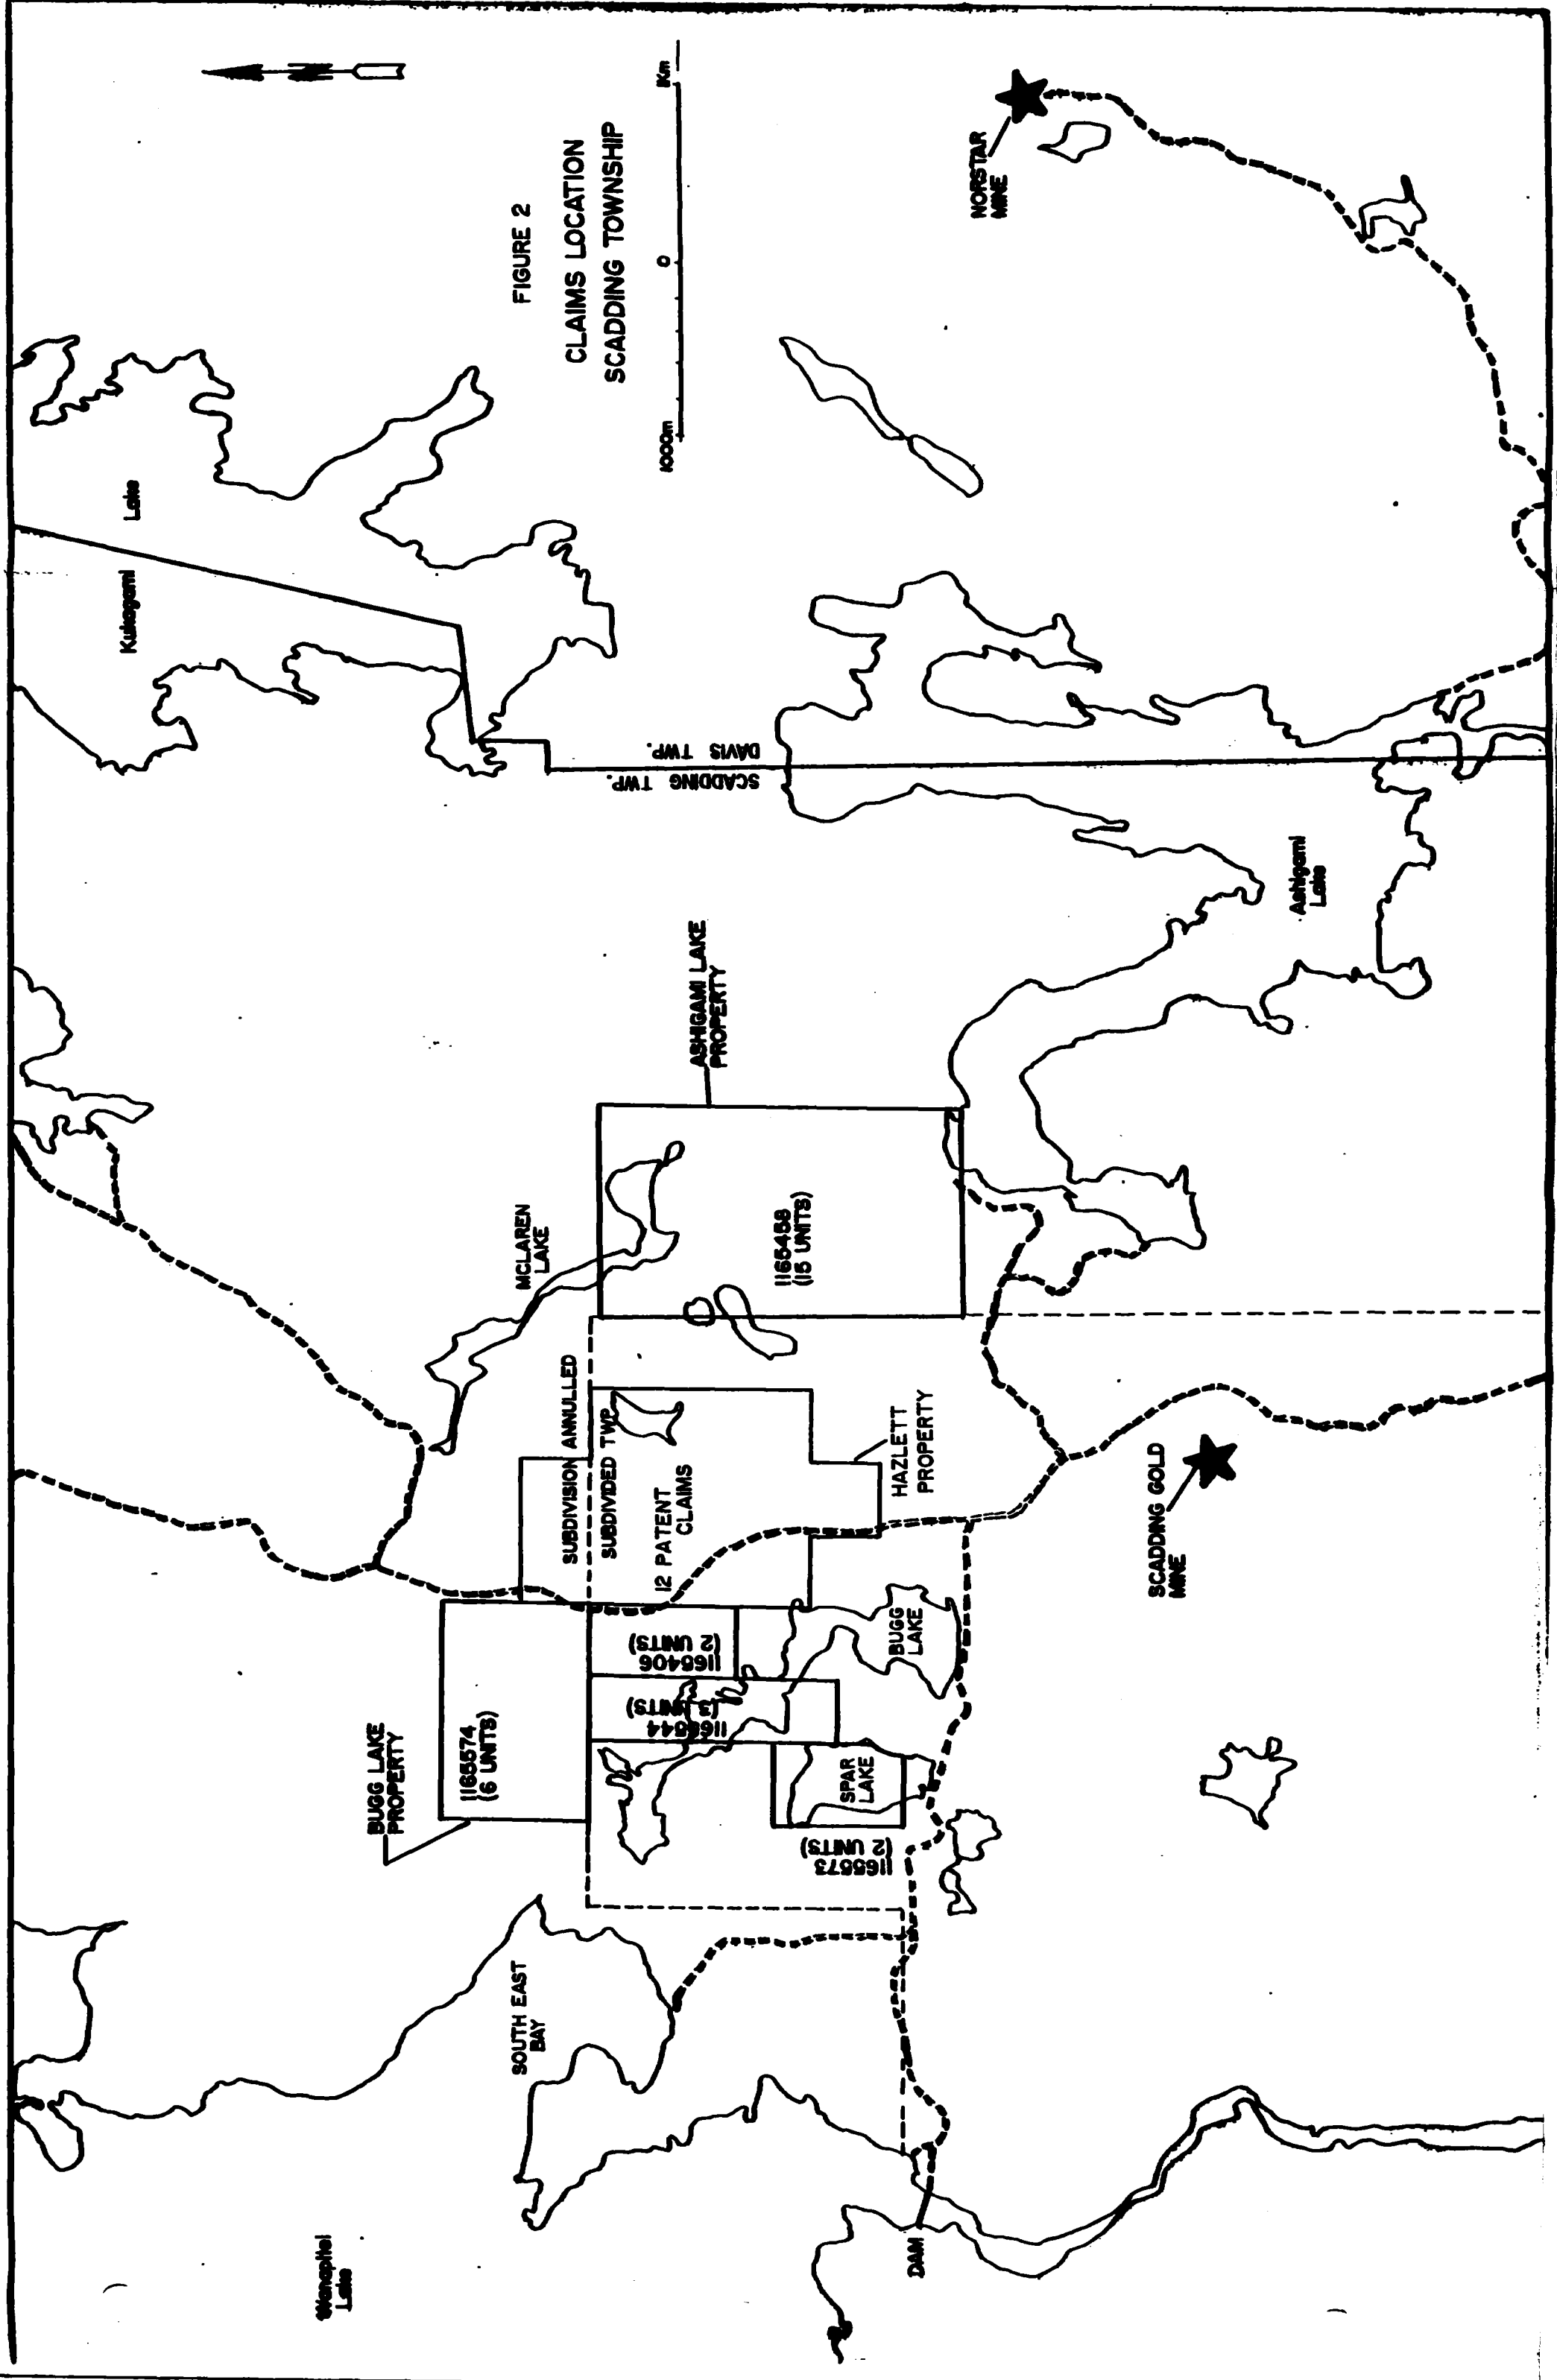 FIGURE 2
CLAIMS LOCATION
SCADDING TOWNSHIP
1000m 0 1Km
Kukagami Lake
Wanapitei
Lake
SOUTH EAST
BAY
BUGG LAKE
PROPERTY
1165574
(6 UNITS)
MCLAREN
LAKE
SUBDIVISION ANNULLED
SUBDIVIDED TWP.
12 PATENT
CLAIMS
1165406
(2 UNITS)
(3 UNITS)
1165573
(2 UNITS)
SPAR
LAKE
BUGG
LAKE
HAZLETT
PROPERTY
ASHIGAMI LAKE
PROPERTY
1165458
(15 UNITS)
SCADDING TWP.
DAVIS TWP.
NORSTAR
MINE
Ashigami
Lake
SCADDING GOLD
MINE
DAM